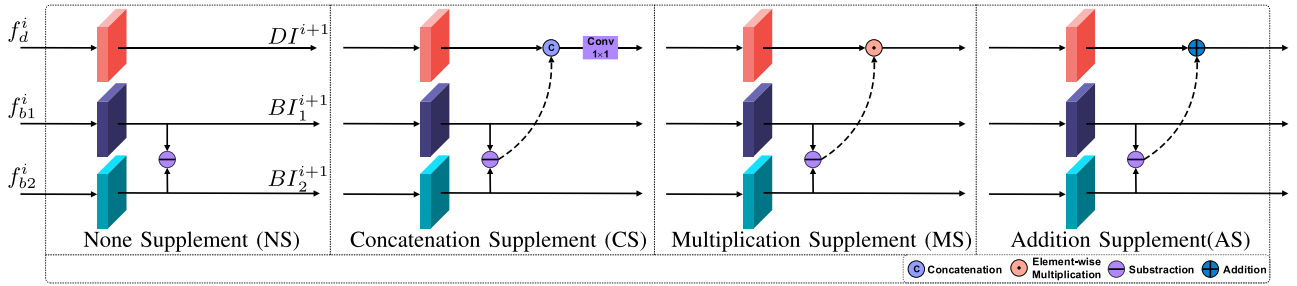 f_d^i
DI^{i+1}
C
Conv
1×1
f_{b1}^i
BI_1^{i+1}
f_{b2}^i
BI_2^{i+1}
None Supplement (NS)
Concatenation Supplement (CS)
Multiplication Supplement (MS)
Addition Supplement(AS)
C Concatenation
Element-wise
Multiplication
Substraction
Addition